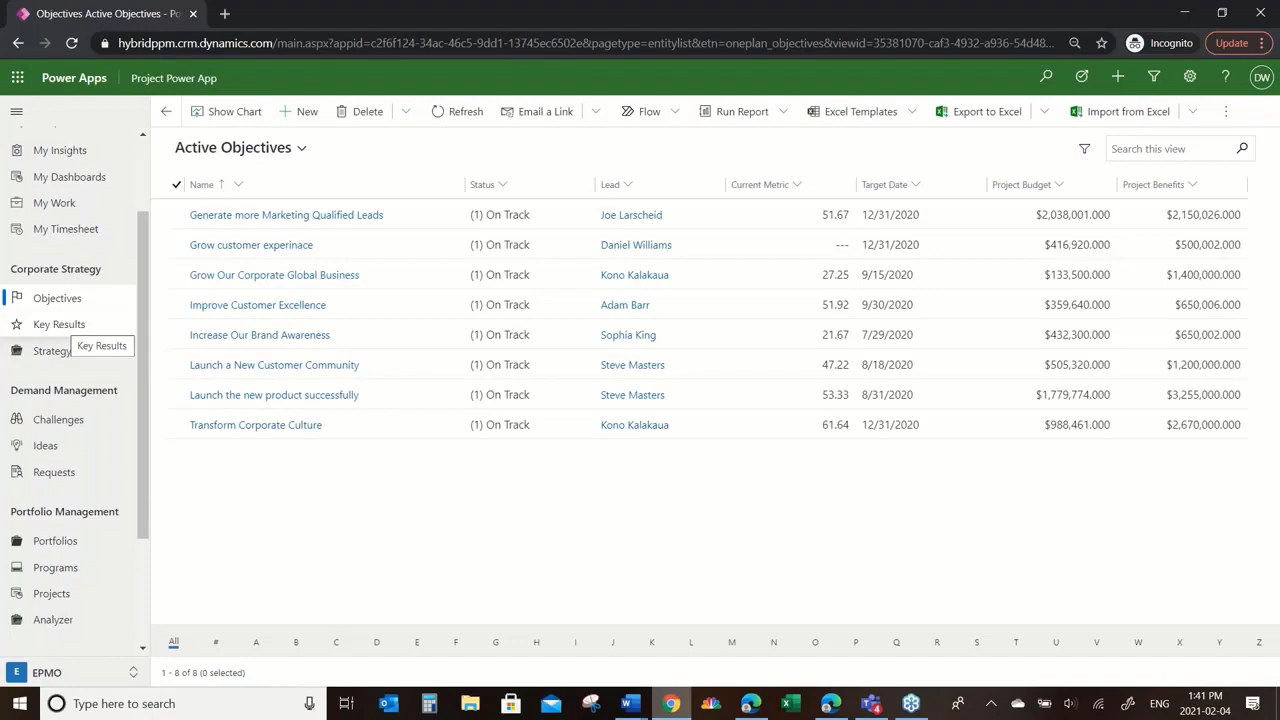 Objectives Active Objectives - Po
hybridppm.crm.dynamics.com/main.aspx?appid=c2f6f124-34ac-46c5-9dd1-13745ec6502e&pagetype=entitylist&etn=oneplan_objectives&viewid=35381070-caf3-4932-a936-54d48... Incognito Update
Power Apps Project Power App DW
Show Chart New Delete Refresh Email a Link Flow Run Report Excel Templates Export to Excel Import from Excel
My Insights
My Dashboards
My Work
My Timesheet
Corporate Strategy
Objectives
Key Results
Strategy
Key Results
Demand Management
Challenges
Ideas
Requests
Portfolio Management
Portfolios
Programs
Projects
Analyzer
E EPMO
Active Objectives
Search this view
Name Status Lead Current Metric Target Date Project Budget Project Benefits
Generate more Marketing Qualified Leads (1) On Track Joe Larscheid 51.67 12/31/2020 $2,038,001.000 $2,150,026.000
Grow customer experinace (1) On Track Daniel Williams --- 12/31/2020 $416,920.000 $500,002.000
Grow Our Corporate Global Business (1) On Track Kono Kalakaua 27.25 9/15/2020 $133,500.000 $1,400,000.000
Improve Customer Excellence (1) On Track Adam Barr 51.92 9/30/2020 $359,640.000 $650,006.000
Increase Our Brand Awareness (1) On Track Sophia King 21.67 7/29/2020 $432,300.000 $650,002.000
Launch a New Customer Community (1) On Track Steve Masters 47.22 8/18/2020 $505,320.000 $1,200,000.000
Launch the new product successfully (1) On Track Steve Masters 53.33 8/31/2020 $1,779,774.000 $3,255,000.000
Transform Corporate Culture (1) On Track Kono Kalakaua 61.64 12/31/2020 $988,461.000 $2,670,000.000
All # A B C D E F G H I J K L M N O P Q R S T U V W X Y Z
1 - 8 of 8 (0 selected)
Type here to search
ENG
1:41 PM
2021-02-04